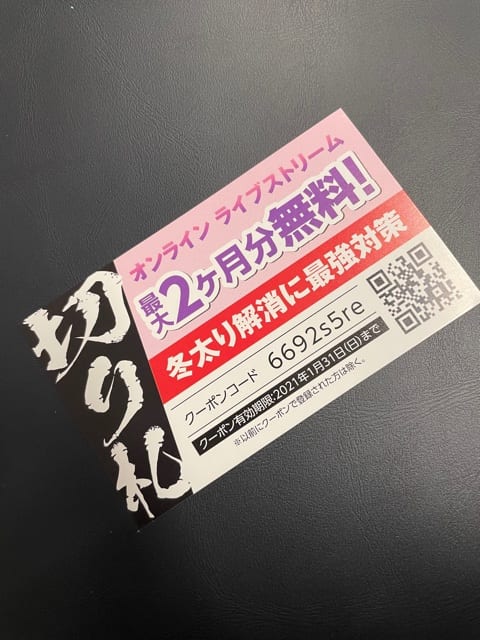 切り札
オンライン ライブストリーム
最大2ヶ月分無料!
冬太り解消に最強対策
クーポンコード 6692s5re
クーポン有効期限:2021年1月31日(日)まで
※以前にクーポンで登録された方は除く。